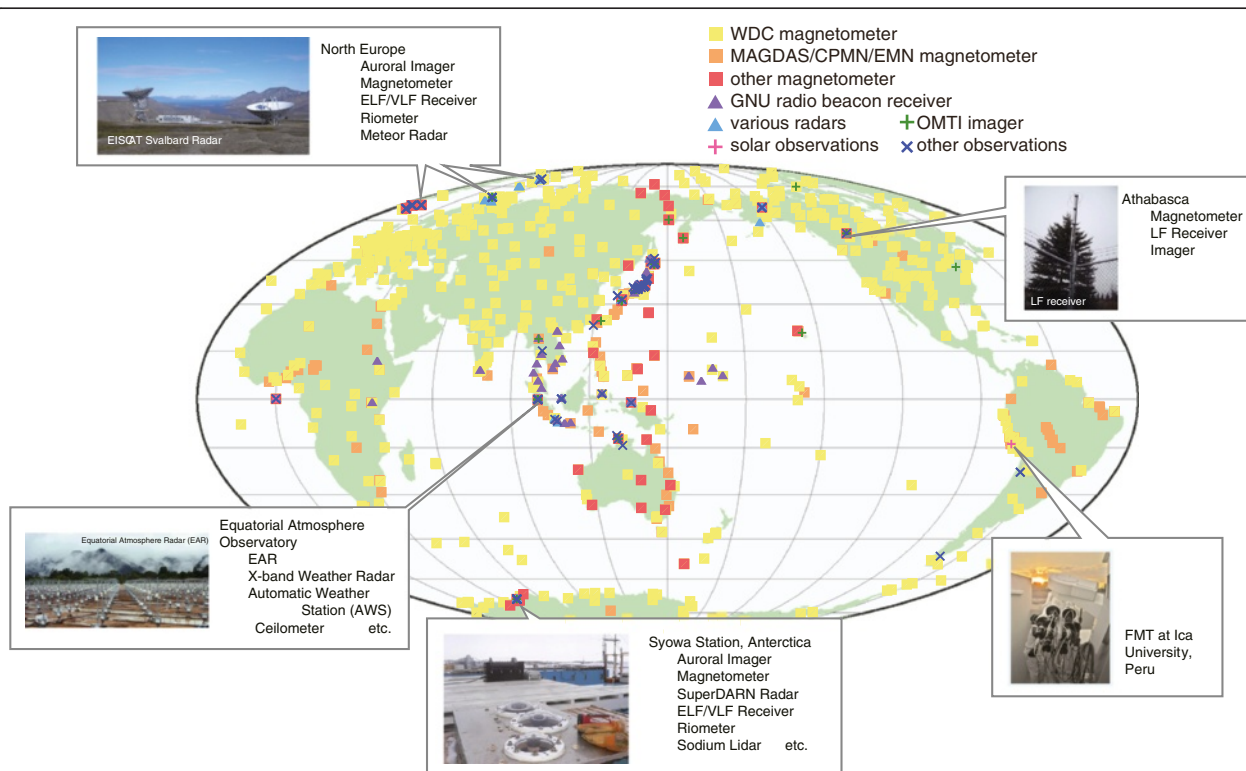 North Europe
Auroral Imager
Magnetometer
ELF/VLF Receiver
Riometer
Meteor Radar
EISCAT Svalbard Radar
WDC magnetometer
MAGDAS/CPMN/EMN magnetometer
other magnetometer
GNU radio beacon receiver
various radars
OMTI imager
solar observations
other observations
Athabasca
Magnetometer
LF Receiver
Imager
LF receiver
Equatorial Atmosphere Radar (EAR)
Equatorial Atmosphere
Observatory
EAR
X-band Weather Radar
Automatic Weather
Station (AWS)
Ceilometer etc.
Syowa Station, Anterctica
Auroral Imager
Magnetometer
SuperDARN Radar
ELF/VLF Receiver
Riometer
Sodium Lidar etc.
FMT at Ica
University,
Peru